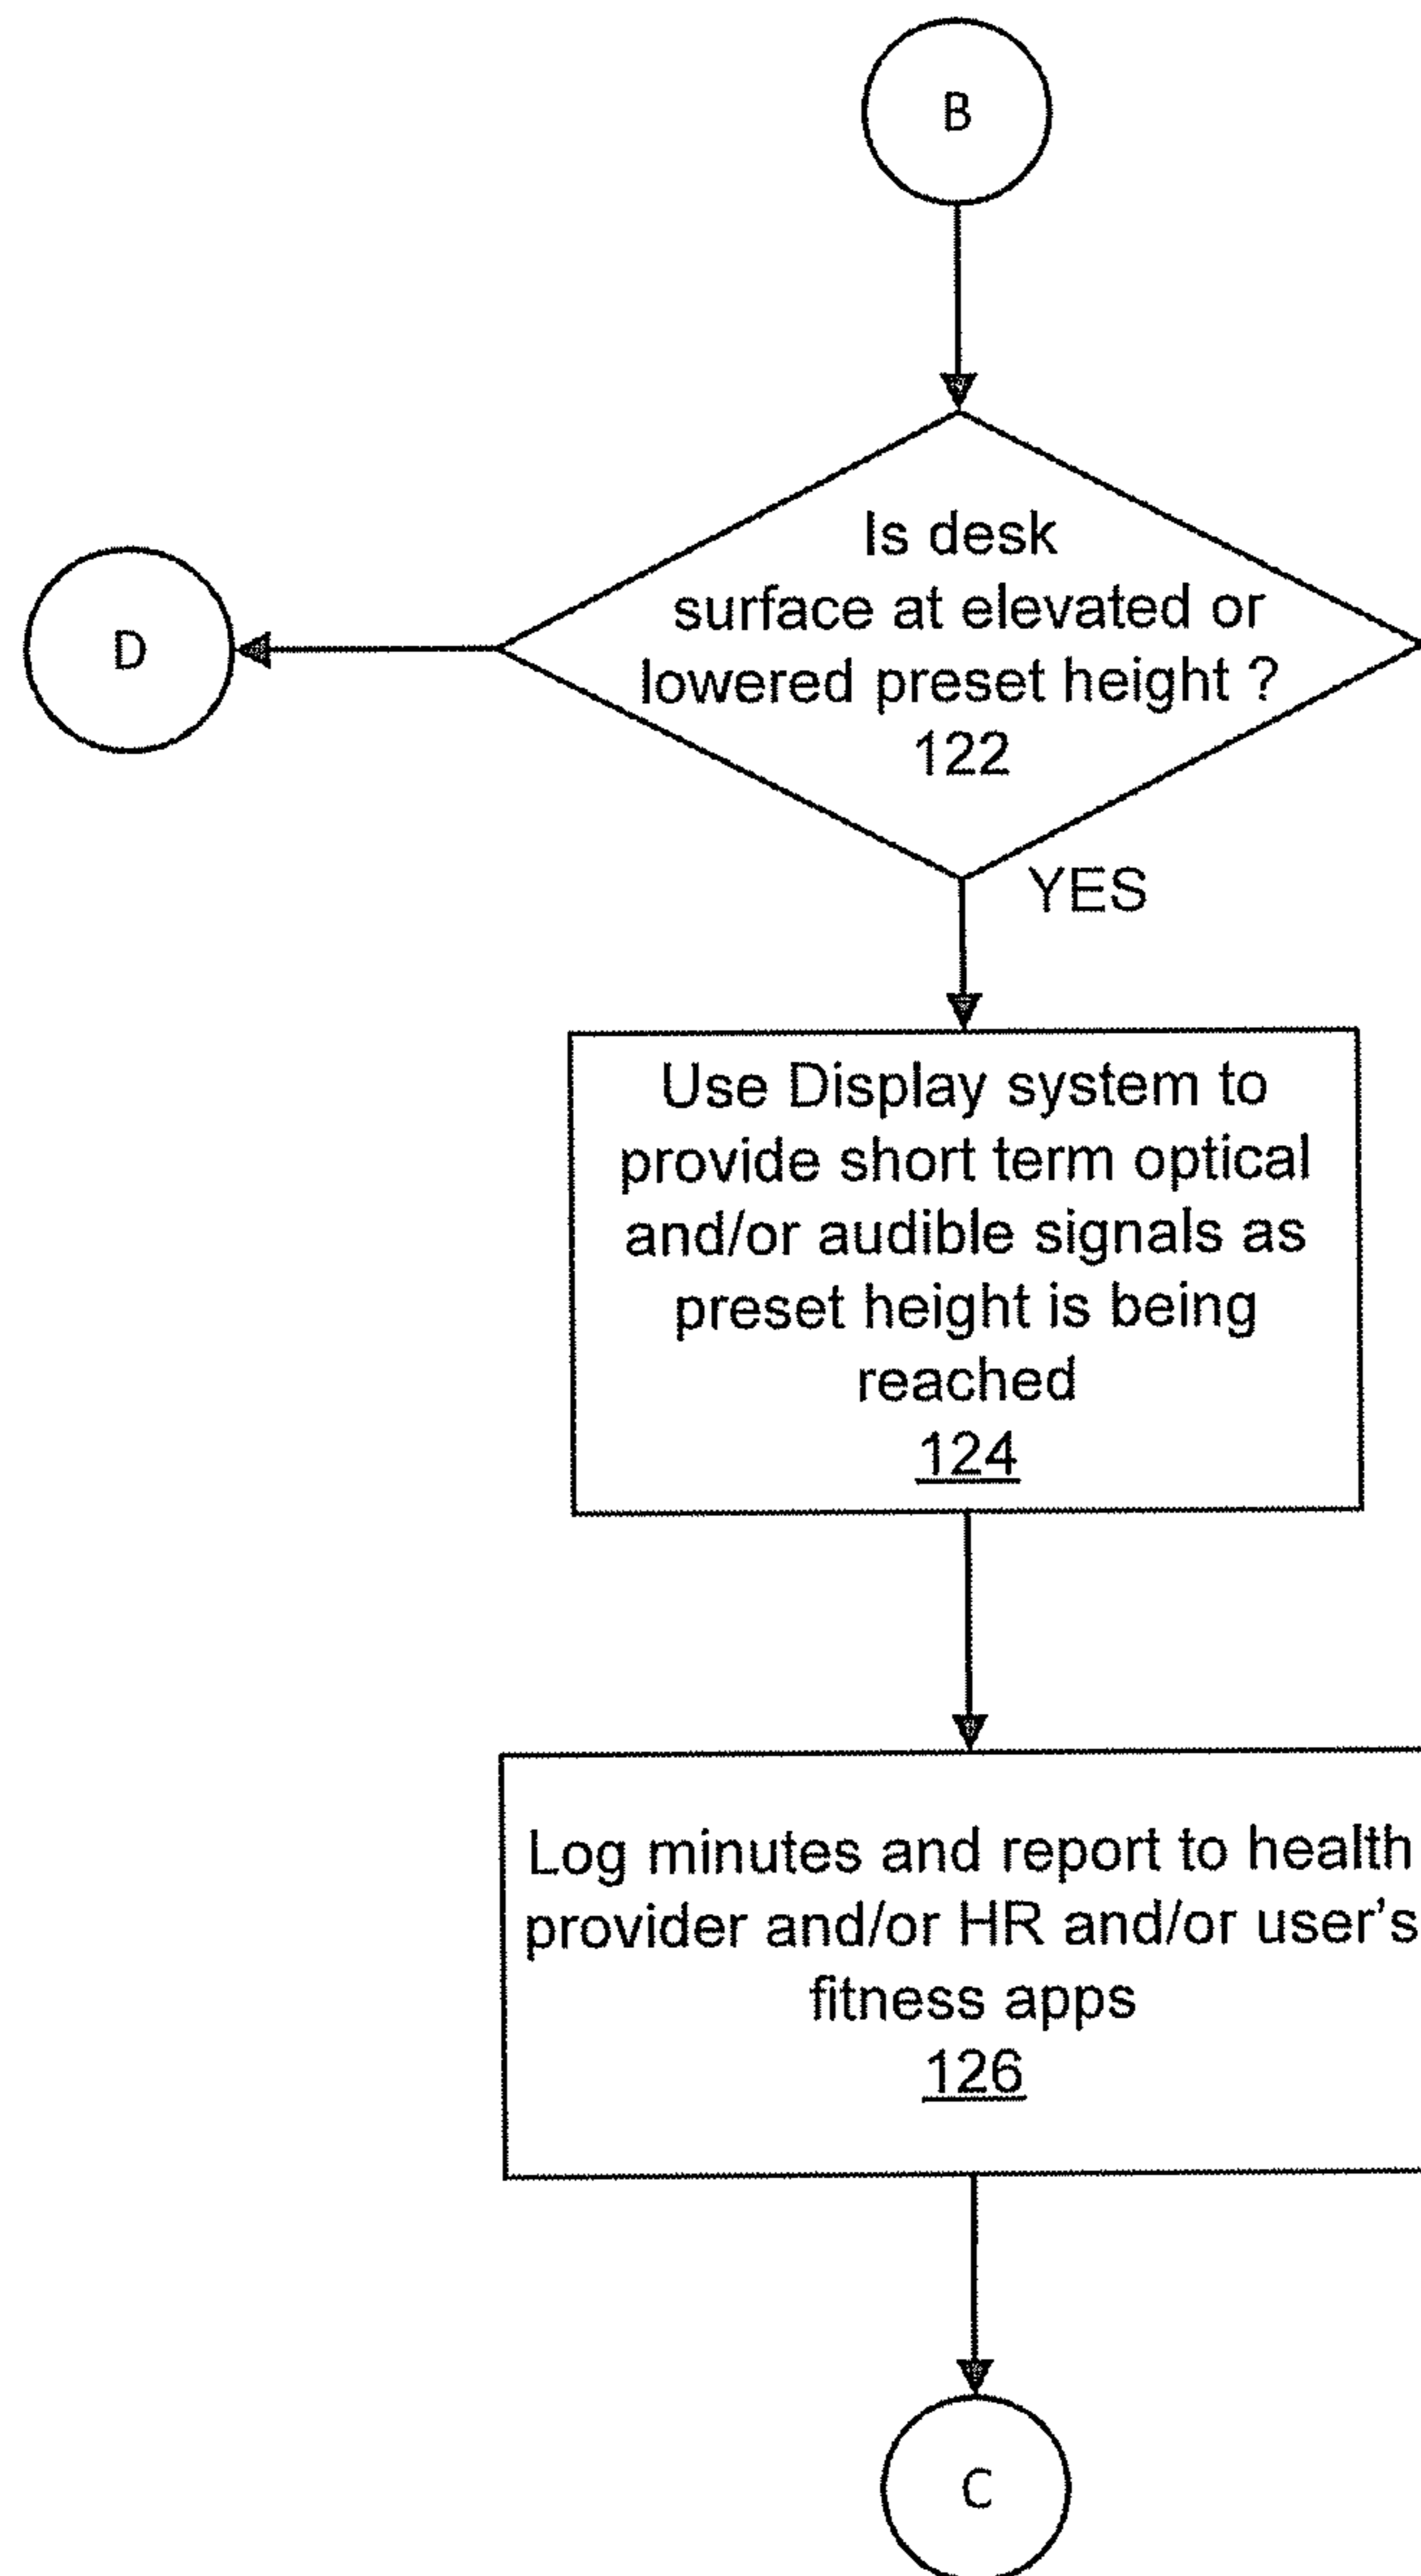 B
Is desk
surface at elevated or
lowered preset height ?
122
D
YES
Use Display system to
provide short term optical
and/or audible signals as
preset height is being
reached
124
Log minutes and report to health
provider and/or HR and/or user's
fitness apps
126
C